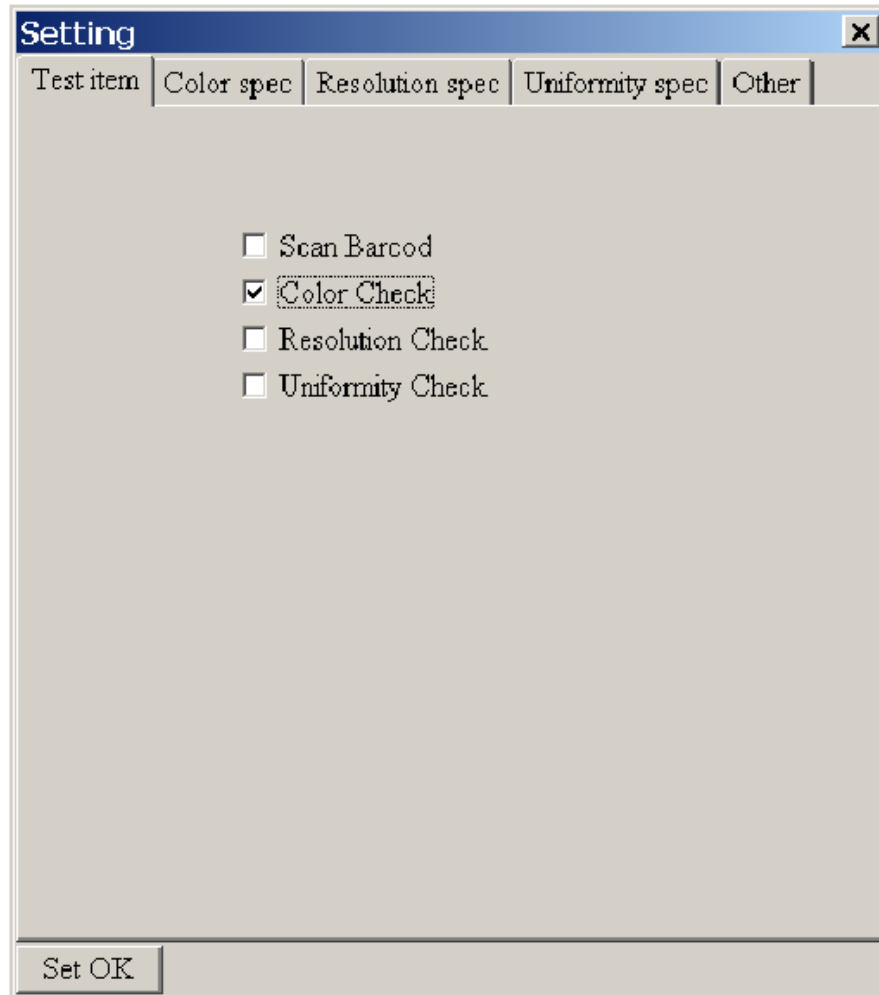 Setting
Test item Color spec Resolution spec Uniformity spec Other
Scan Barcod
Color Check
Resolution Check
Uniformity Check
Set OK